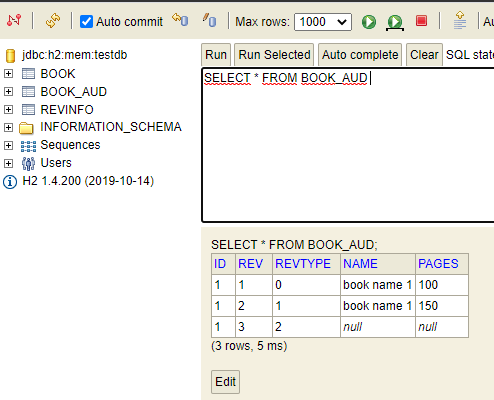 Auto commit Max rows: 1000 Au
jdbc:h2:mem:testdb
BOOK
BOOK_AUD
REVINFO
INFORMATION_SCHEMA
Sequences
Users
H2 1.4.200 (2019-10-14)
Run Run Selected Auto complete Clear SQL state
SELECT * FROM BOOK_AUD
SELECT * FROM BOOK_AUD;
ID REV REVTYPE NAME PAGES
1 1 0 book name 1 100
1 2 1 book name 1 150
1 3 2 null null
(3 rows, 5 ms)
Edit